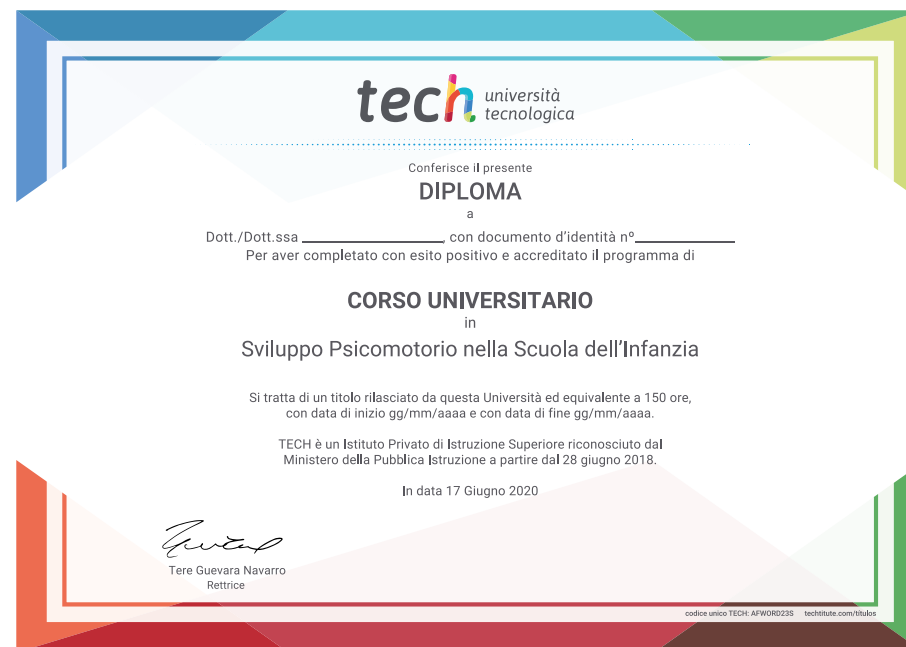 tech università
tecnologica
Conferisce il presente
DIPLOMA
a
Dott./Dott.ssa ________________, con documento d'identità nº____________
Per aver completato con esito positivo e accreditato il programma di
CORSO UNIVERSITARIO
in
Sviluppo Psicomotorio nella Scuola dell'Infanzia
Si tratta di un titolo rilasciato da questa Università ed equivalente a 150 ore,
con data di inizio gg/mm/aaaa e con data di fine gg/mm/aaaa.
TECH è un Istituto Privato di Istruzione Superiore riconosciuto dal
Ministero della Pubblica Istruzione a partire dal 28 giugno 2018.
In data 17 Giugno 2020
Tere Guevara Navarro
Rettrice
codice unico TECH: AFWORD23S techtitute.com/titulos